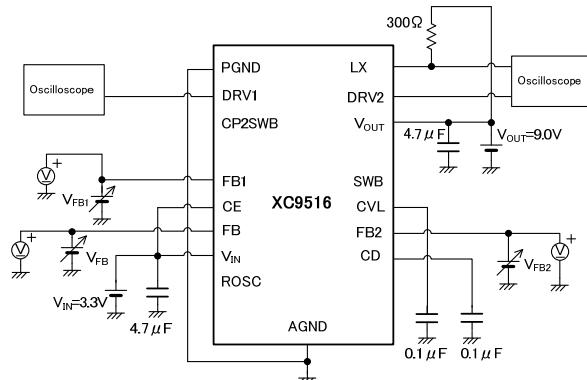 300Ω
PGND
LX
Oscilloscope
Oscilloscope
DRV1
DRV2
CP2SWB
VOUT
4.7μF
VOUT=9.0V
V
+
FB1
SWB
VFB1
XC9516
CE
CVL
V
+
FB
FB2
+
V
VFB
VIN
CD
VFB2
ROSC
VIN=3.3V
4.7μF
AGND
0.1μF
0.1μF